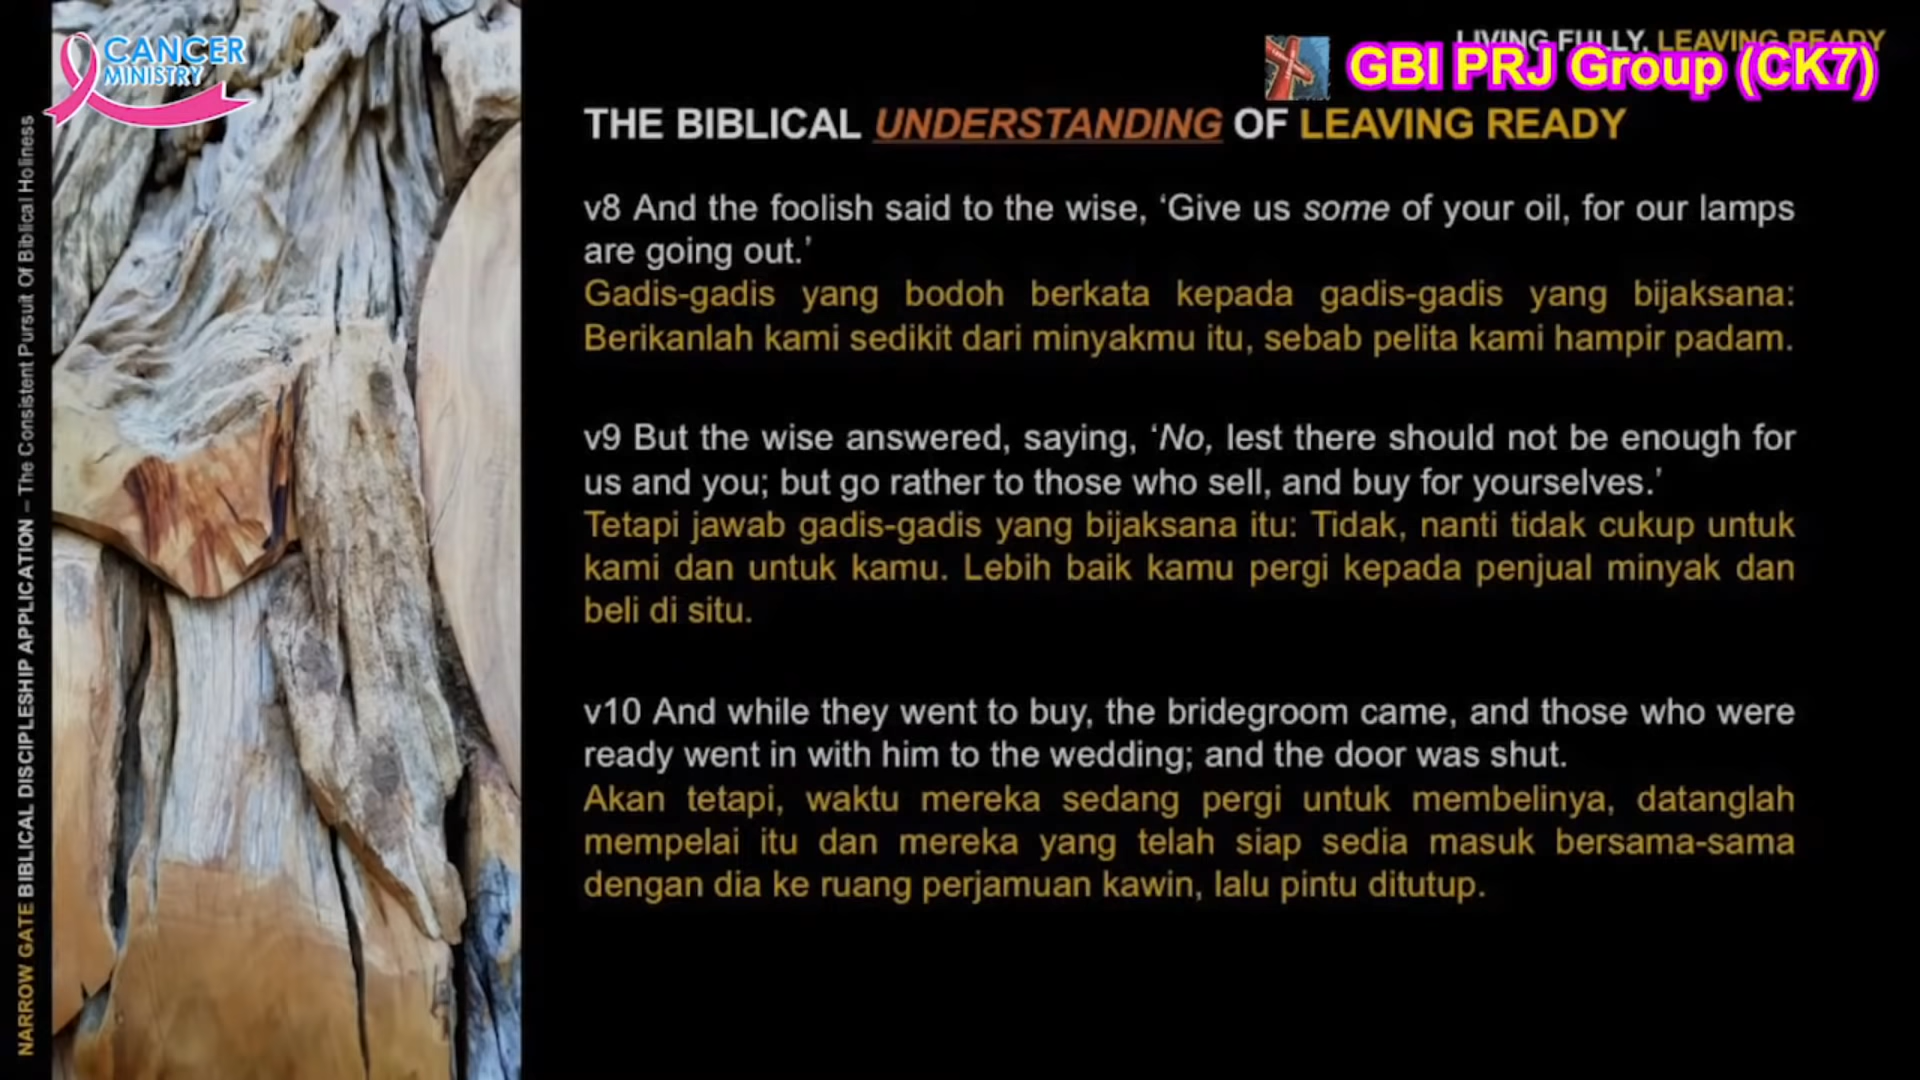 CANCER
MINISTRY
LIVING FULLY, LEAVING READY
GBI PRJ Group (CK7)
THE BIBLICAL UNDERSTANDING OF LEAVING READY
v8 And the foolish said to the wise, ‘Give us some of your oil, for our lamps
are going out.’
Gadis-gadis yang bodoh berkata kepada gadis-gadis yang bijaksana:
Berikanlah kami sedikit dari minyakmu itu, sebab pelita kami hampir padam.
v9 But the wise answered, saying, ‘No, lest there should not be enough for
us and you; but go rather to those who sell, and buy for yourselves.’
Tetapi jawab gadis-gadis yang bijaksana itu: Tidak, nanti tidak cukup untuk
kami dan untuk kamu. Lebih baik kamu pergi kepada penjual minyak dan
beli di situ.
v10 And while they went to buy, the bridegroom came, and those who were
ready went in with him to the wedding; and the door was shut.
Akan tetapi, waktu mereka sedang pergi untuk membelinya, datanglah
mempelai itu dan mereka yang telah siap sedia masuk bersama-sama
dengan dia ke ruang perjamuan kawin, lalu pintu ditutup.
NARROW GATE BIBLICAL DISCIPLESHIP APPLICATION – The Consistent Pursuit Of Biblical Holiness